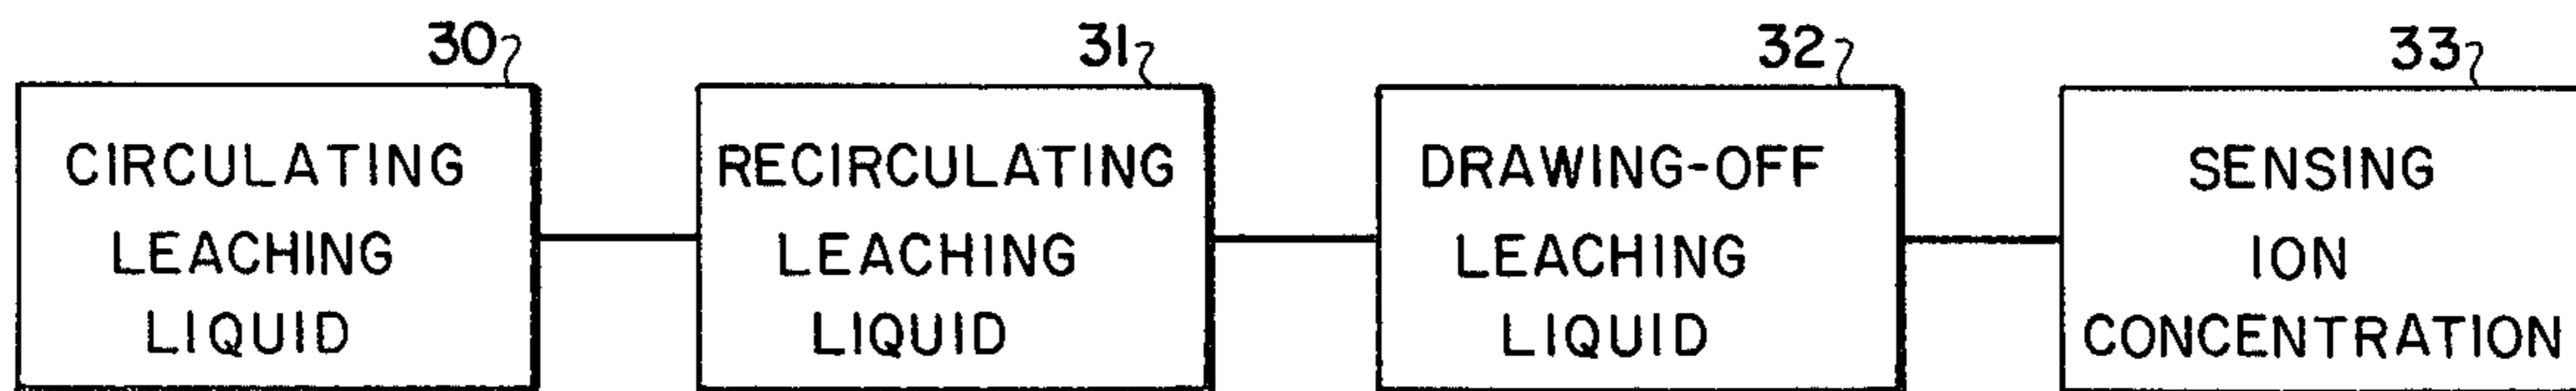 30
CIRCULATING
LEACHING
LIQUID
31
RECIRCULATING
LEACHING
LIQUID
32
DRAWING-OFF
LEACHING
LIQUID
33
SENSING
ION
CONCENTRATION